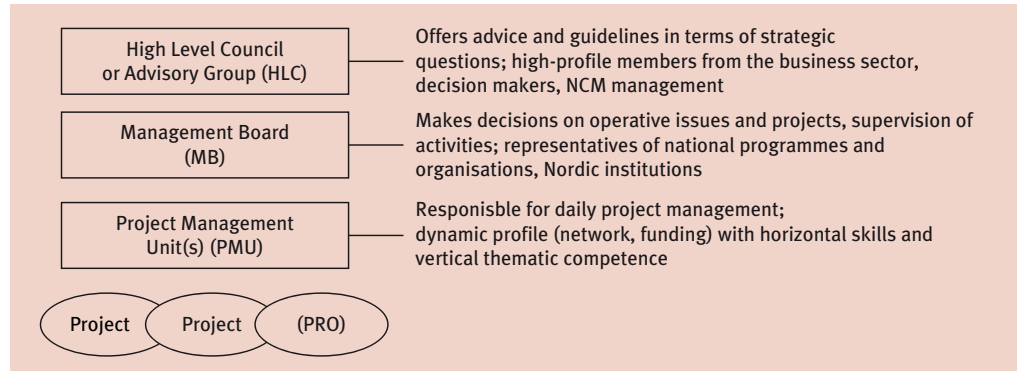 High Level Council
or Advisory Group (HLC)
Offers advice and guidelines in terms of strategic
questions; high-profile members from the business sector,
decision makers, NCM management
Management Board
(MB)
Makes decisions on operative issues and projects, supervision of
activities; representatives of national programmes and
organisations, Nordic institutions
Project Management
Unit(s) (PMU)
Responisble for daily project management;
dynamic profile (network, funding) with horizontal skills and
vertical thematic competence
Project Project (PRO)